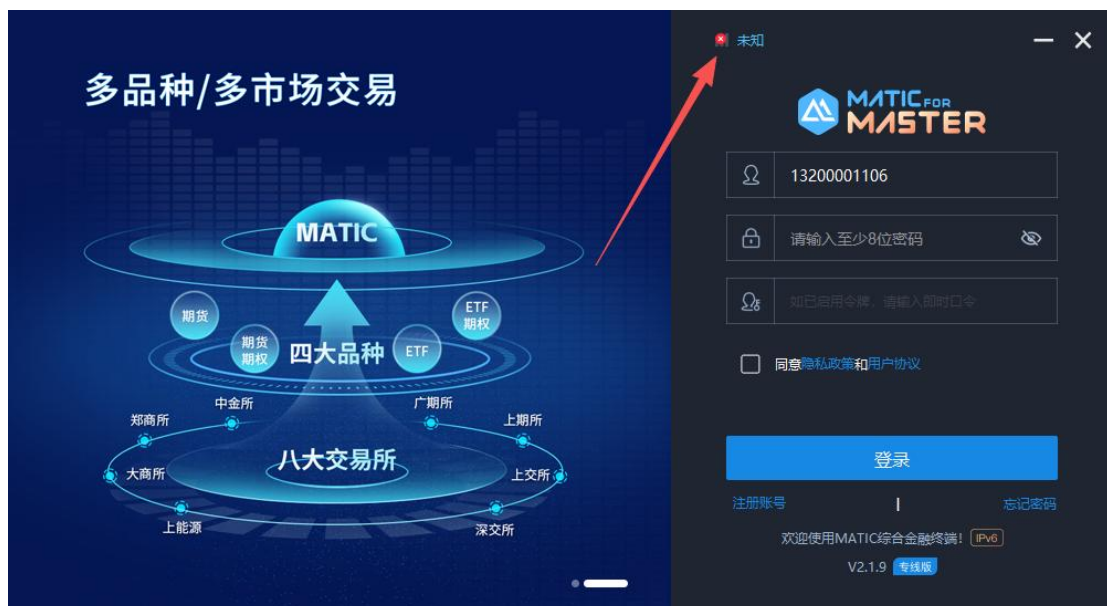 多品种/多市场交易
MATIC
期货
期货
期权
四大品种
ETF
ETF
期权
中金所
广期所
郑商所
上期所
八大交易所
大商所
上交所
上能源
深交所
未知
MATIC FOR
MASTER
13200001106
请输入至少8位密码
如已启用令牌，请输入即时口令
同意隐私政策和用户协议
登录
注册账号 | 忘记密码
欢迎使用MATIC综合金融终端! IPv6
V2.1.9 专线版